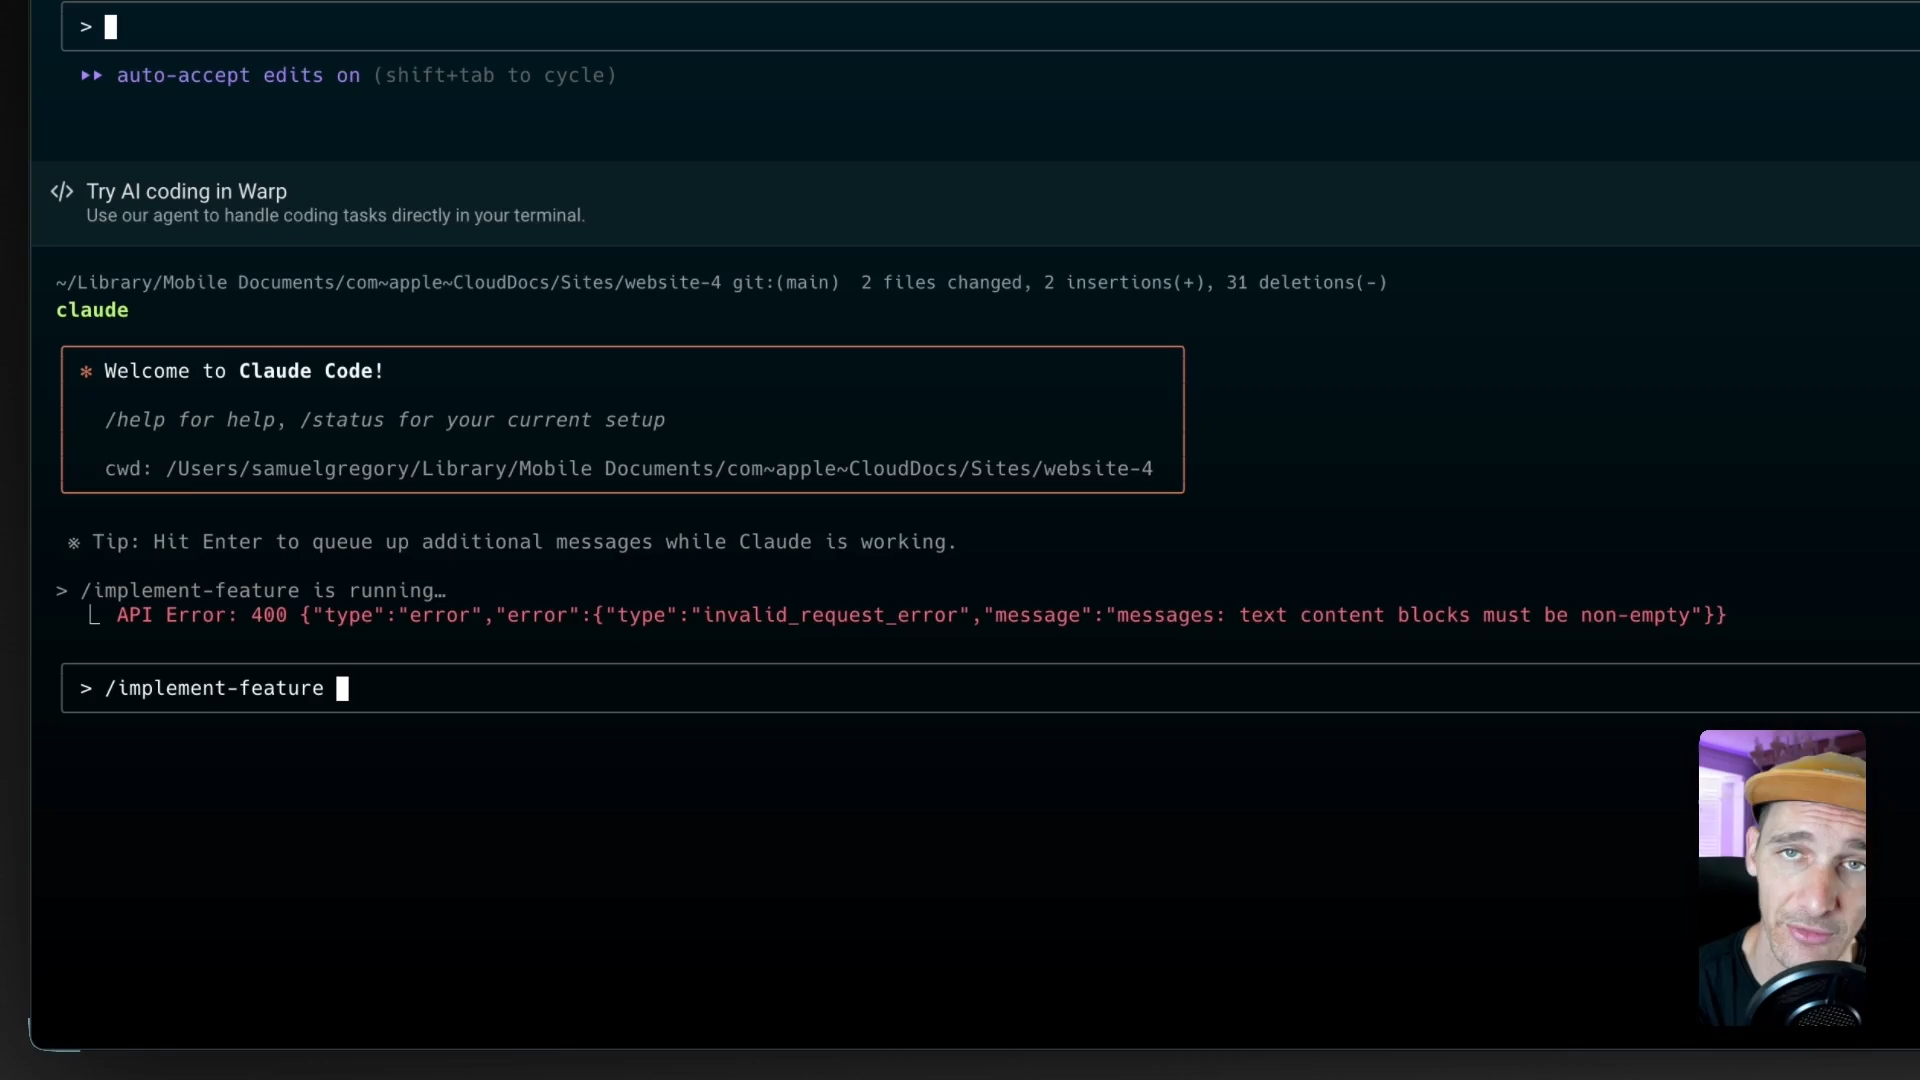 >
▶▶ auto-accept edits on (shift+tab to cycle)
</> Try AI coding in Warp
Use our agent to handle coding tasks directly in your terminal.
~/Library/Mobile Documents/com~apple~CloudDocs/Sites/website-4 git:(main)  2 files changed, 2 insertions(+), 31 deletions(-)
claude
* Welcome to Claude Code!
/help for help, /status for your current setup
cwd: /Users/samuelgregory/Library/Mobile Documents/com~apple~CloudDocs/Sites/website-4
※ Tip: Hit Enter to queue up additional messages while Claude is working.
> /implement-feature is running…
⎿ API Error: 400 {"type":"error","error":{"type":"invalid_request_error","message":"messages: text content blocks must be non-empty"}}
> /implement-feature